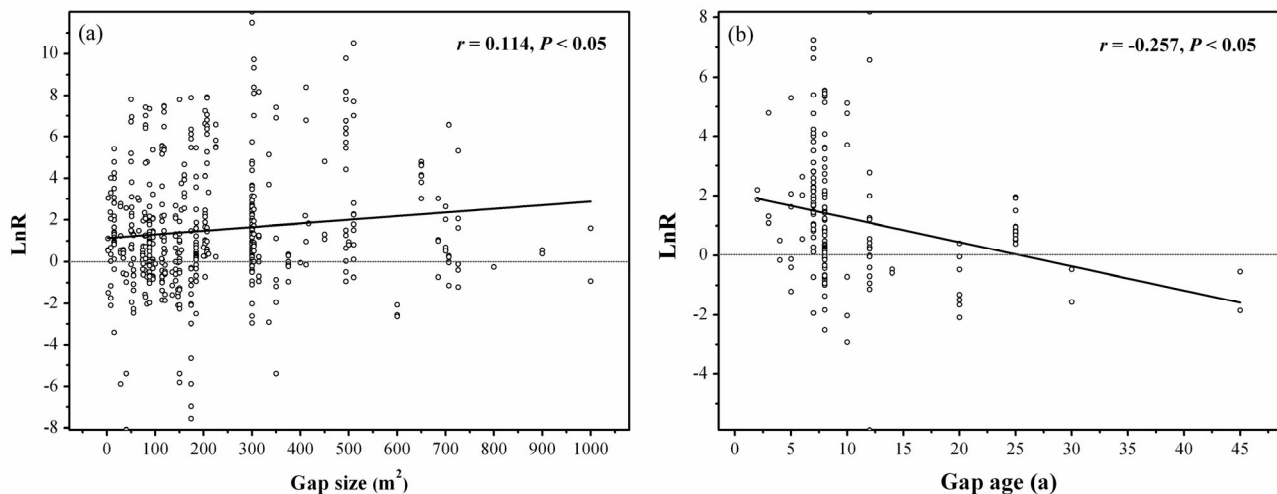 (a)
r = 0.114, P < 0.05
LnR
10
8
6
4
2
0
-2
-4
-6
-8
0 100 200 300 400 500 600 700 800 900 1000
Gap size (m²)
(b)
r = -0.257, P < 0.05
LnR
8
6
4
2
0
-2
-4
0 5 10 15 20 25 30 35 40 45
Gap age (a)